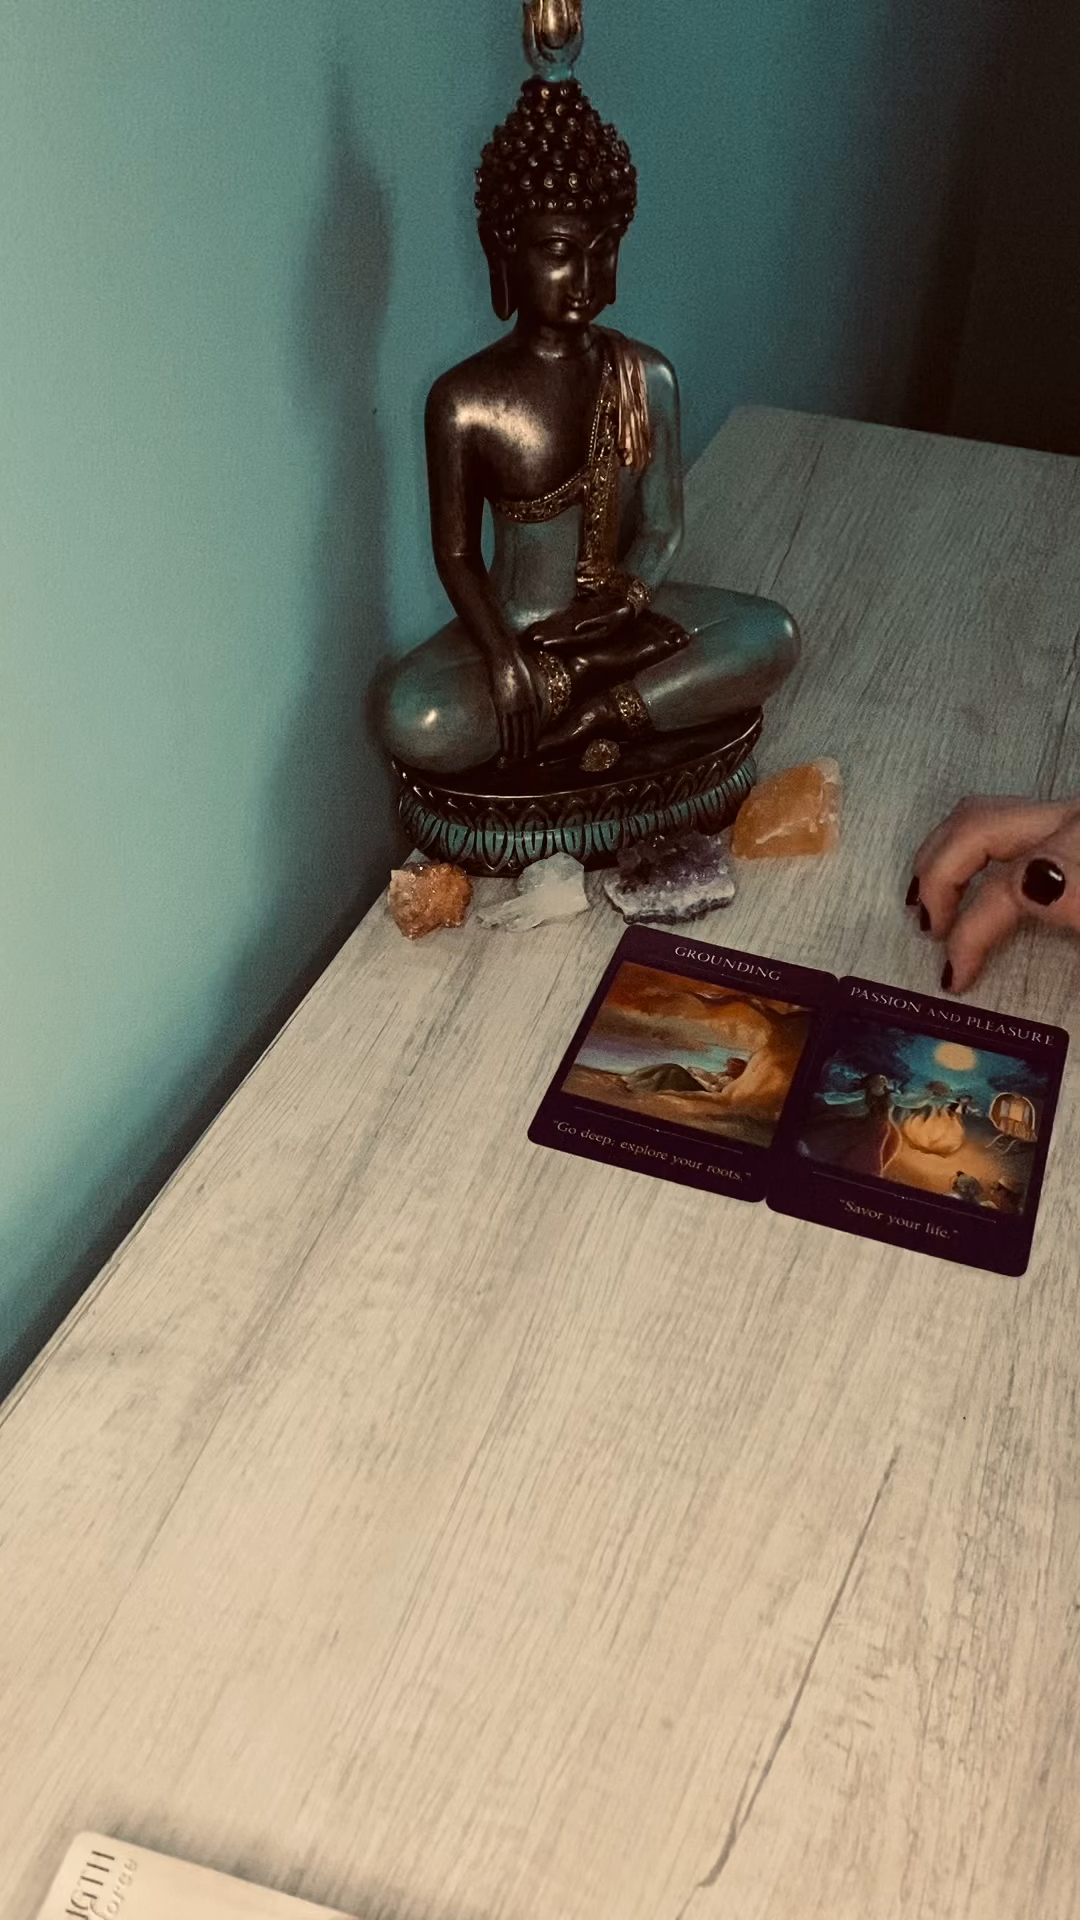 GROUNDING
"Go deep; explore your roots."
PASSION AND PLEASURE
"Savor your life."